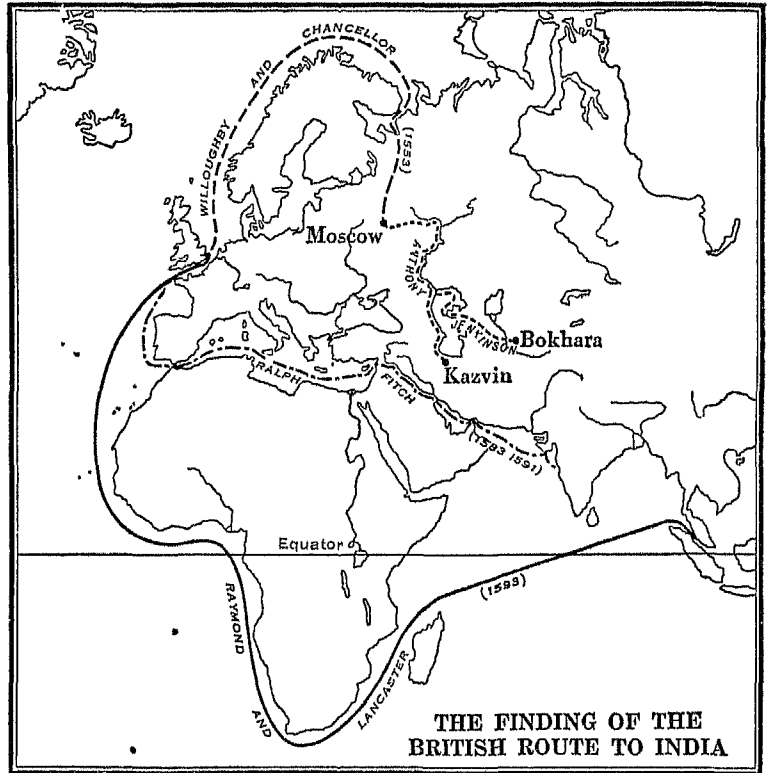 WILLOUGHBY AND CHANCELLOR
(1553)
Moscow
ANTHONY
JENKINSON
Bokhara
Kazvin
RALPH
FITCH
(1583 1591)
Equator
RAYMOND
AND
LANCASTER
(1593)
THE FINDING OF THE
BRITISH ROUTE TO INDIA